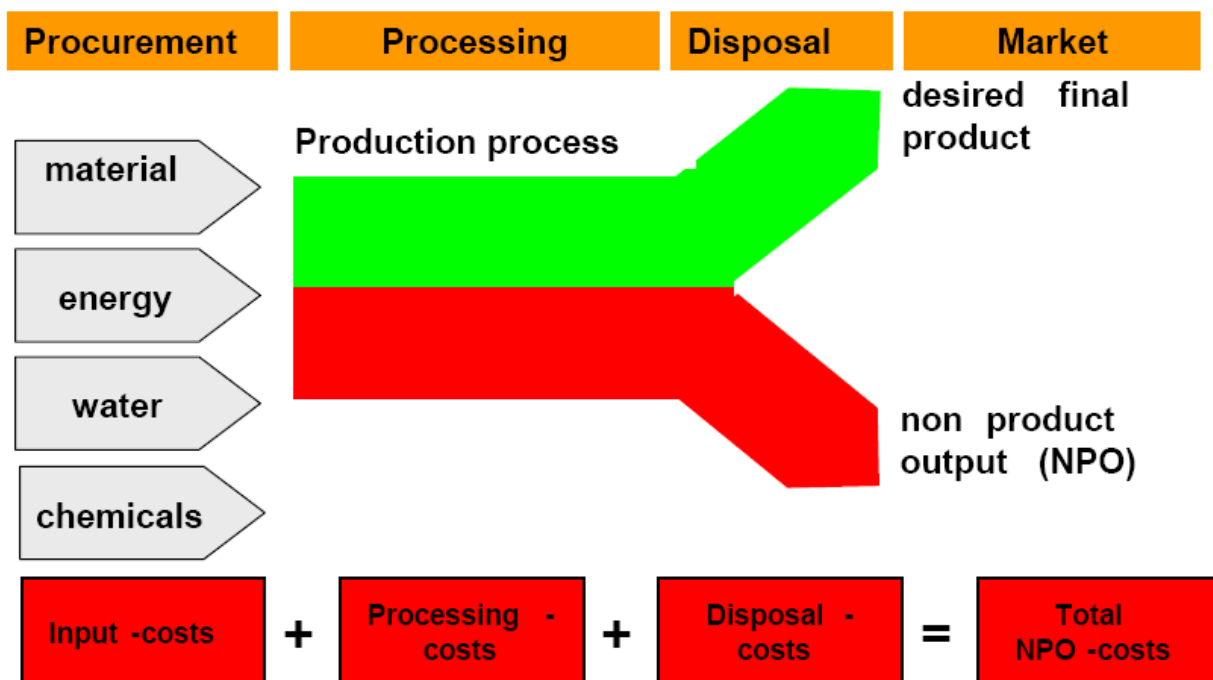 Procurement
Processing
Disposal
Market
material
energy
water
chemicals
Production process
desired final
product
non product
output (NPO)
Input -costs
+
Processing -
costs
+
Disposal -
costs
=
Total
NPO -costs